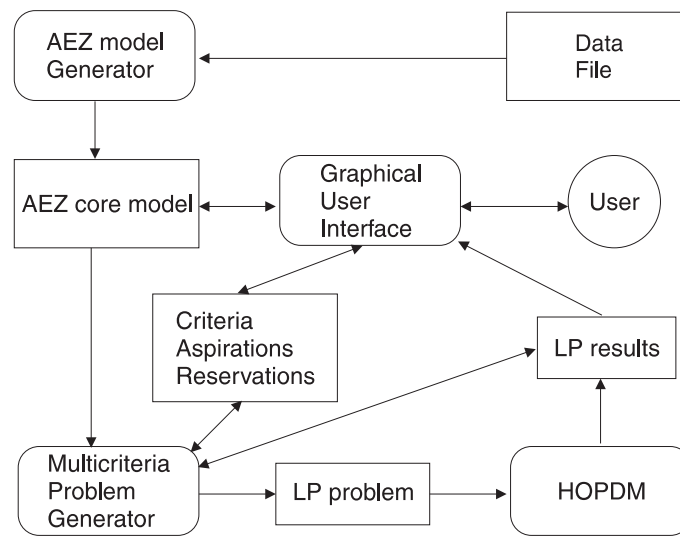 AEZ model
Generator
Data
File
AEZ core model
Graphical
User
Interface
User
Criteria
Aspirations
Reservations
LP results
Multicriteria
Problem
Generator
LP problem
HOPDM